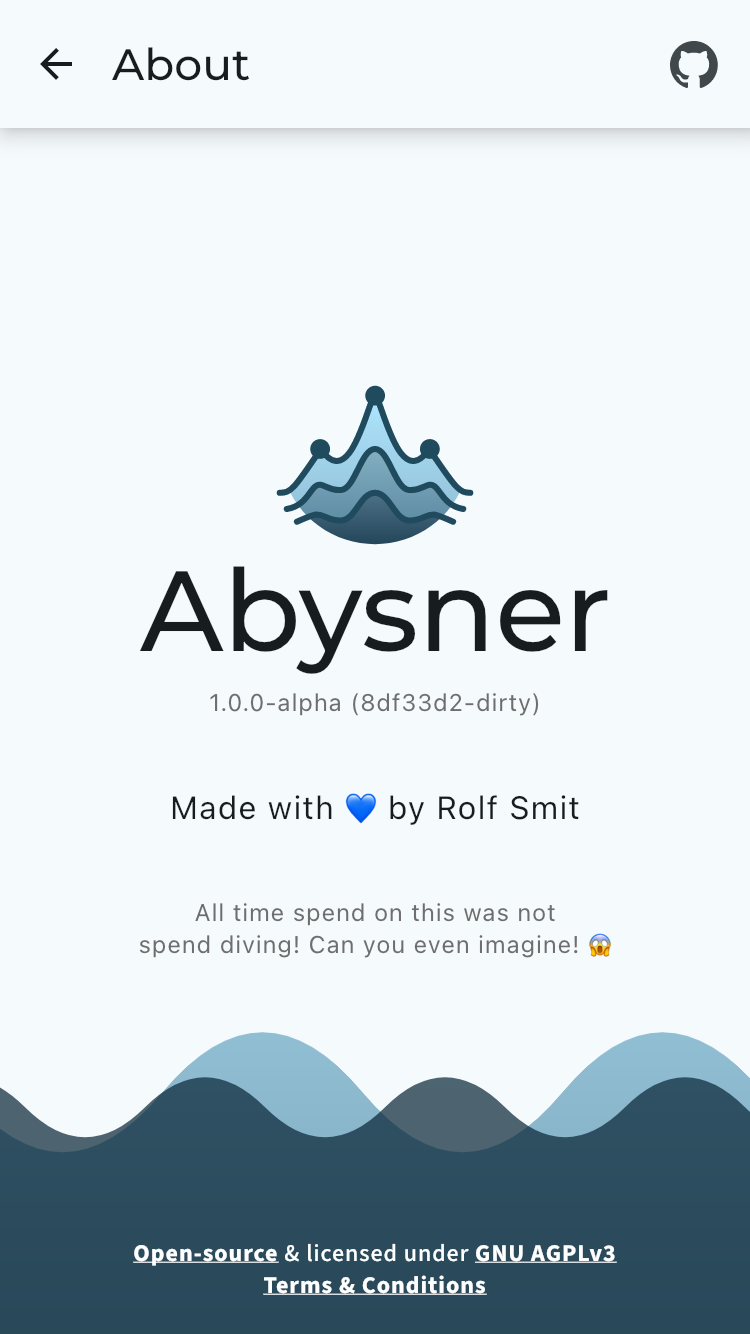 About
Abysner
1.0.0-alpha (8df33d2-dirty)
Made with 💙 by Rolf Smit
All time spend on this was not
spend diving! Can you even imagine! 😱
Open-source & licensed under GNU AGPLv3
Terms & Conditions